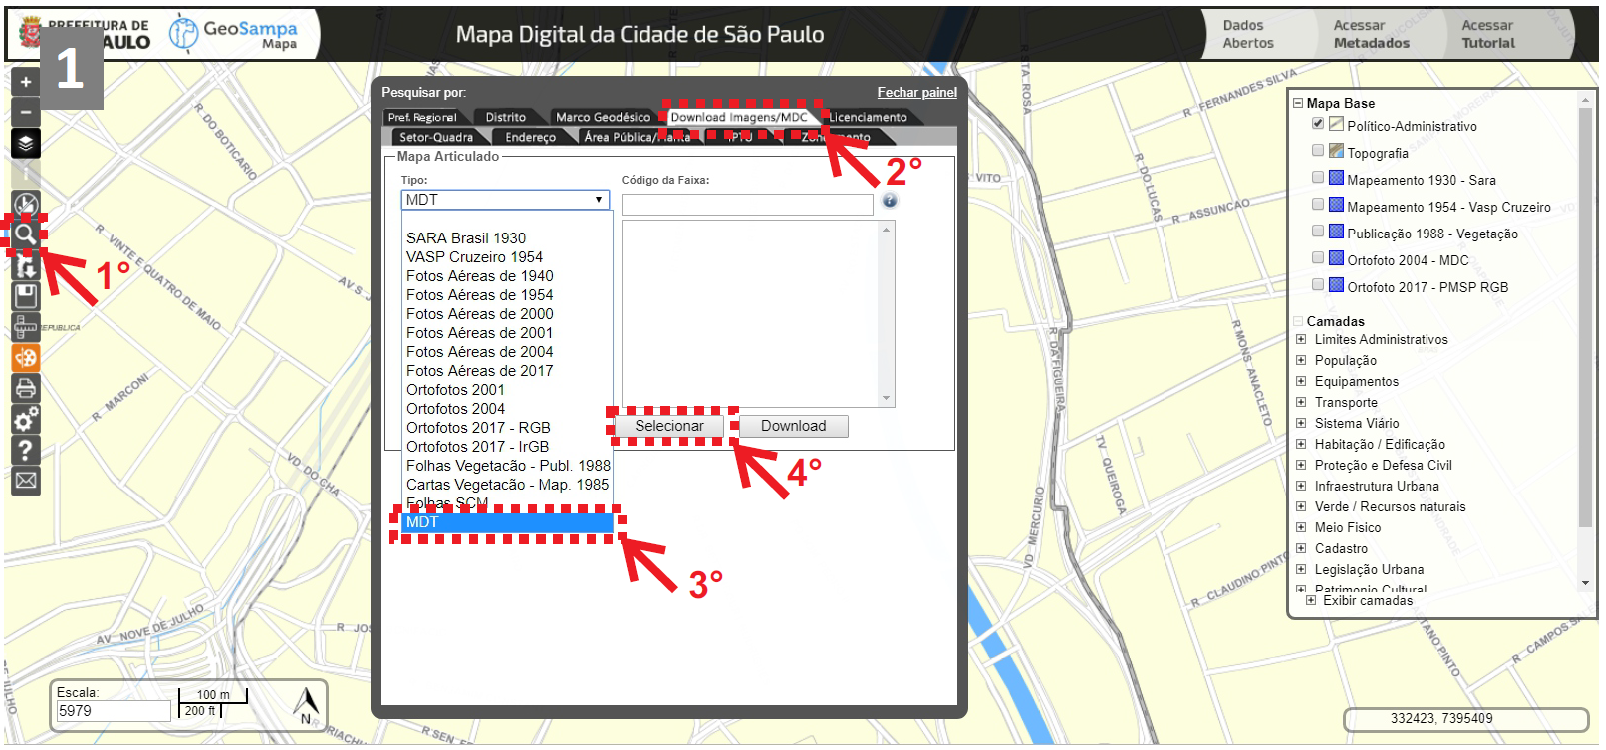 PREFEITURA DE
AULO
GeoSampa
Mapa
Mapa Digital da Cidade de São Paulo
Dados
Abertos
Acessar
Metadados
Acessar
Tutorial
1
+
−
Pesquisar por:
Fechar painel
Pref. Regional
Distrito
Marco Geodésico
Download Imagens/MDC
Licenciamento
Setor-Quadra
Endereço
Área Pública/
IPTU
2°
Mapa Articulado
Tipo:
Código da Faixa:
MDT
?
SARA Brasil 1930
VASP Cruzeiro 1954
Fotos Aéreas de 1940
Fotos Aéreas de 1954
Fotos Aéreas de 2000
Fotos Aéreas de 2001
Fotos Aéreas de 2004
Fotos Aéreas de 2017
Ortofotos 2001
Ortofotos 2004
Ortofotos 2017 - RGB
Ortofotos 2017 - IrGB
Folhas Vegetacão - Publ. 1988
Cartas Vegetacão - Map. 1985
Folhas SCM
MDT
Selecionar
Download
1°
4°
3°
?
Mapa Base
Político-Administrativo
Topografia
Mapeamento 1930 - Sara
Mapeamento 1954 - Vasp Cruzeiro
Publicação 1988 - Vegetação
Ortofoto 2004 - MDC
Ortofoto 2017 - PMSP RGB
Camadas
Limites Administrativos
População
Equipamentos
Transporte
Sistema Viário
Habitação / Edificação
Proteção e Defesa Civil
Infraestrutura Urbana
Verde / Recursos naturais
Meio Fisico
Cadastro
Legislação Urbana
Patrimonio Cultural
Exibir camadas
R. DO BOTICARIO
R. VINTE E QUATRO DE MAIO
AV. S. J
REPUBLICA
R. MARCONI
VD. DO CHA
AV. NOVE DE JULHO
R. JOS
R. SEN. FE
RIACHU
JULHO
R. FERNANDES SILVA
VITO
R. DO LUCAS
R. ASSUNCAO
R. DA FIGUEIRA
R. MONS. ANACLETO
TV. QUEIROGA
VD. MERCURIO
R. CLAUDINO PINTO
R. CAMPOS SA
TANO PINTO
TA ROSA
Escala:
5979
100 m
200 ft
N
332423, 7395409